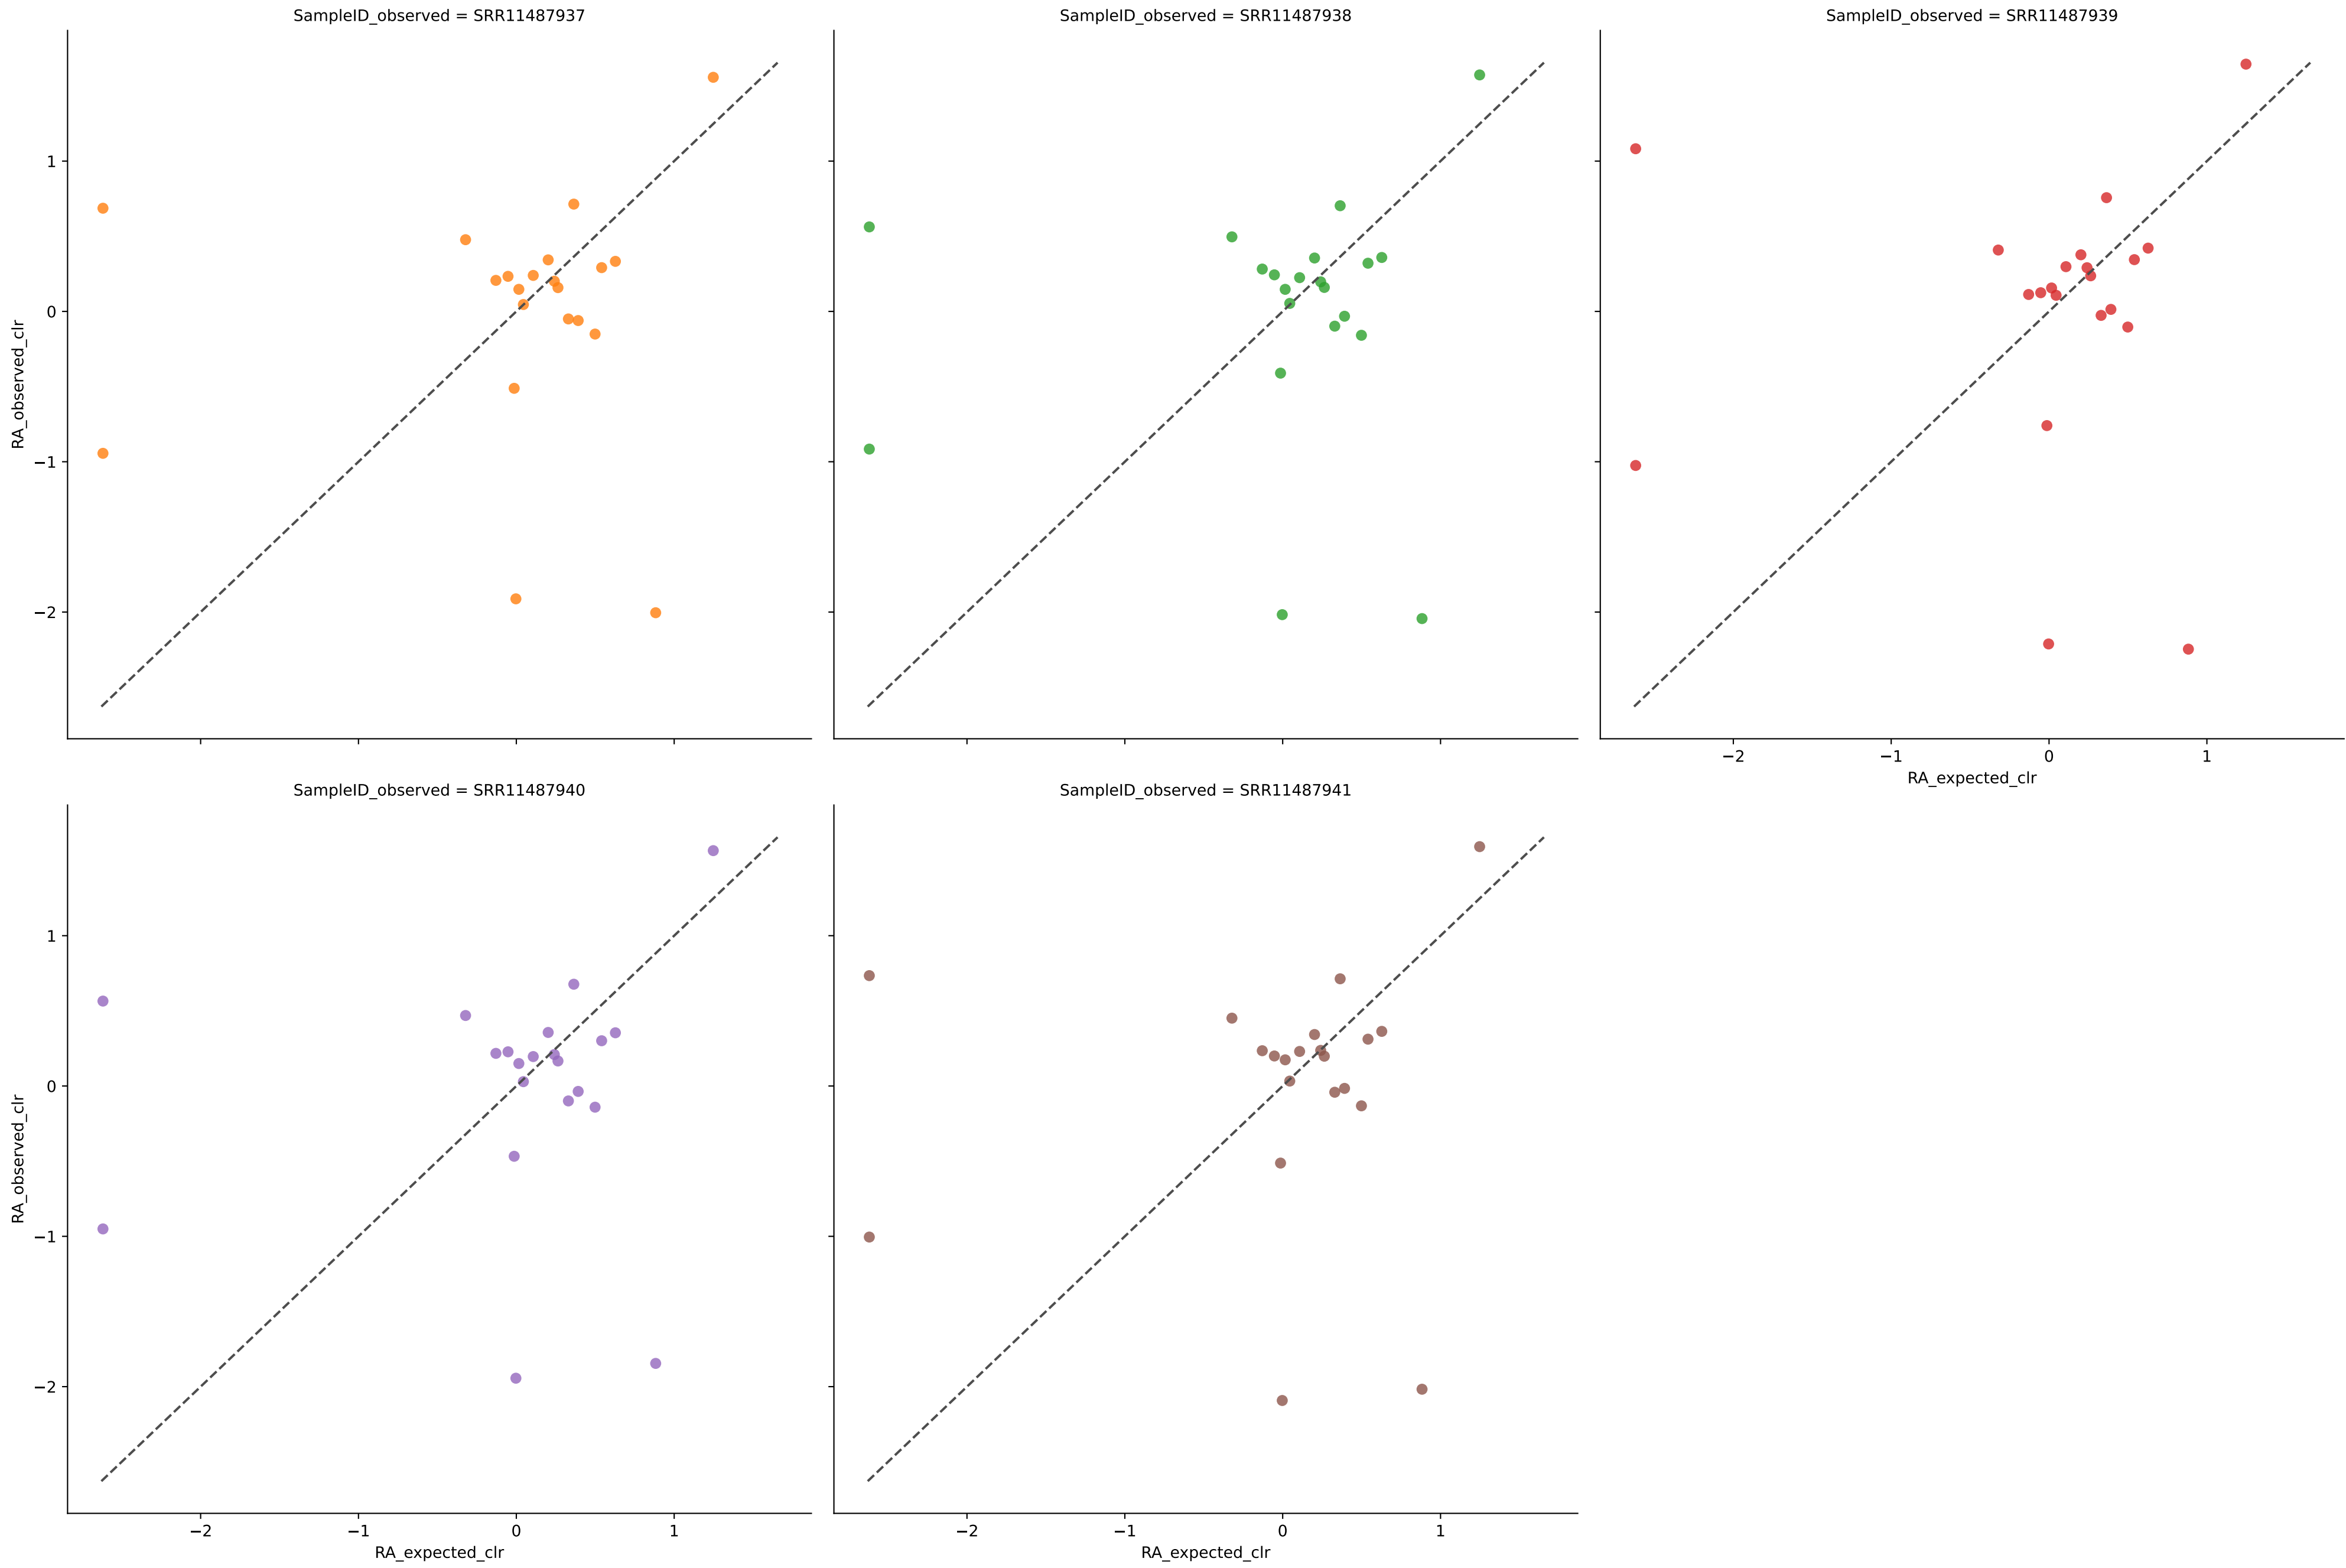 SampleID_observed = SRR11487937
SampleID_observed = SRR11487938
SampleID_observed = SRR11487939
1
0
−1
−2
RA_observed_clr
−2
−1
0
1
RA_expected_clr
SampleID_observed = SRR11487940
SampleID_observed = SRR11487941
1
0
−1
−2
RA_observed_clr
−2
−1
0
1
RA_expected_clr
−2
−1
0
1
RA_expected_clr